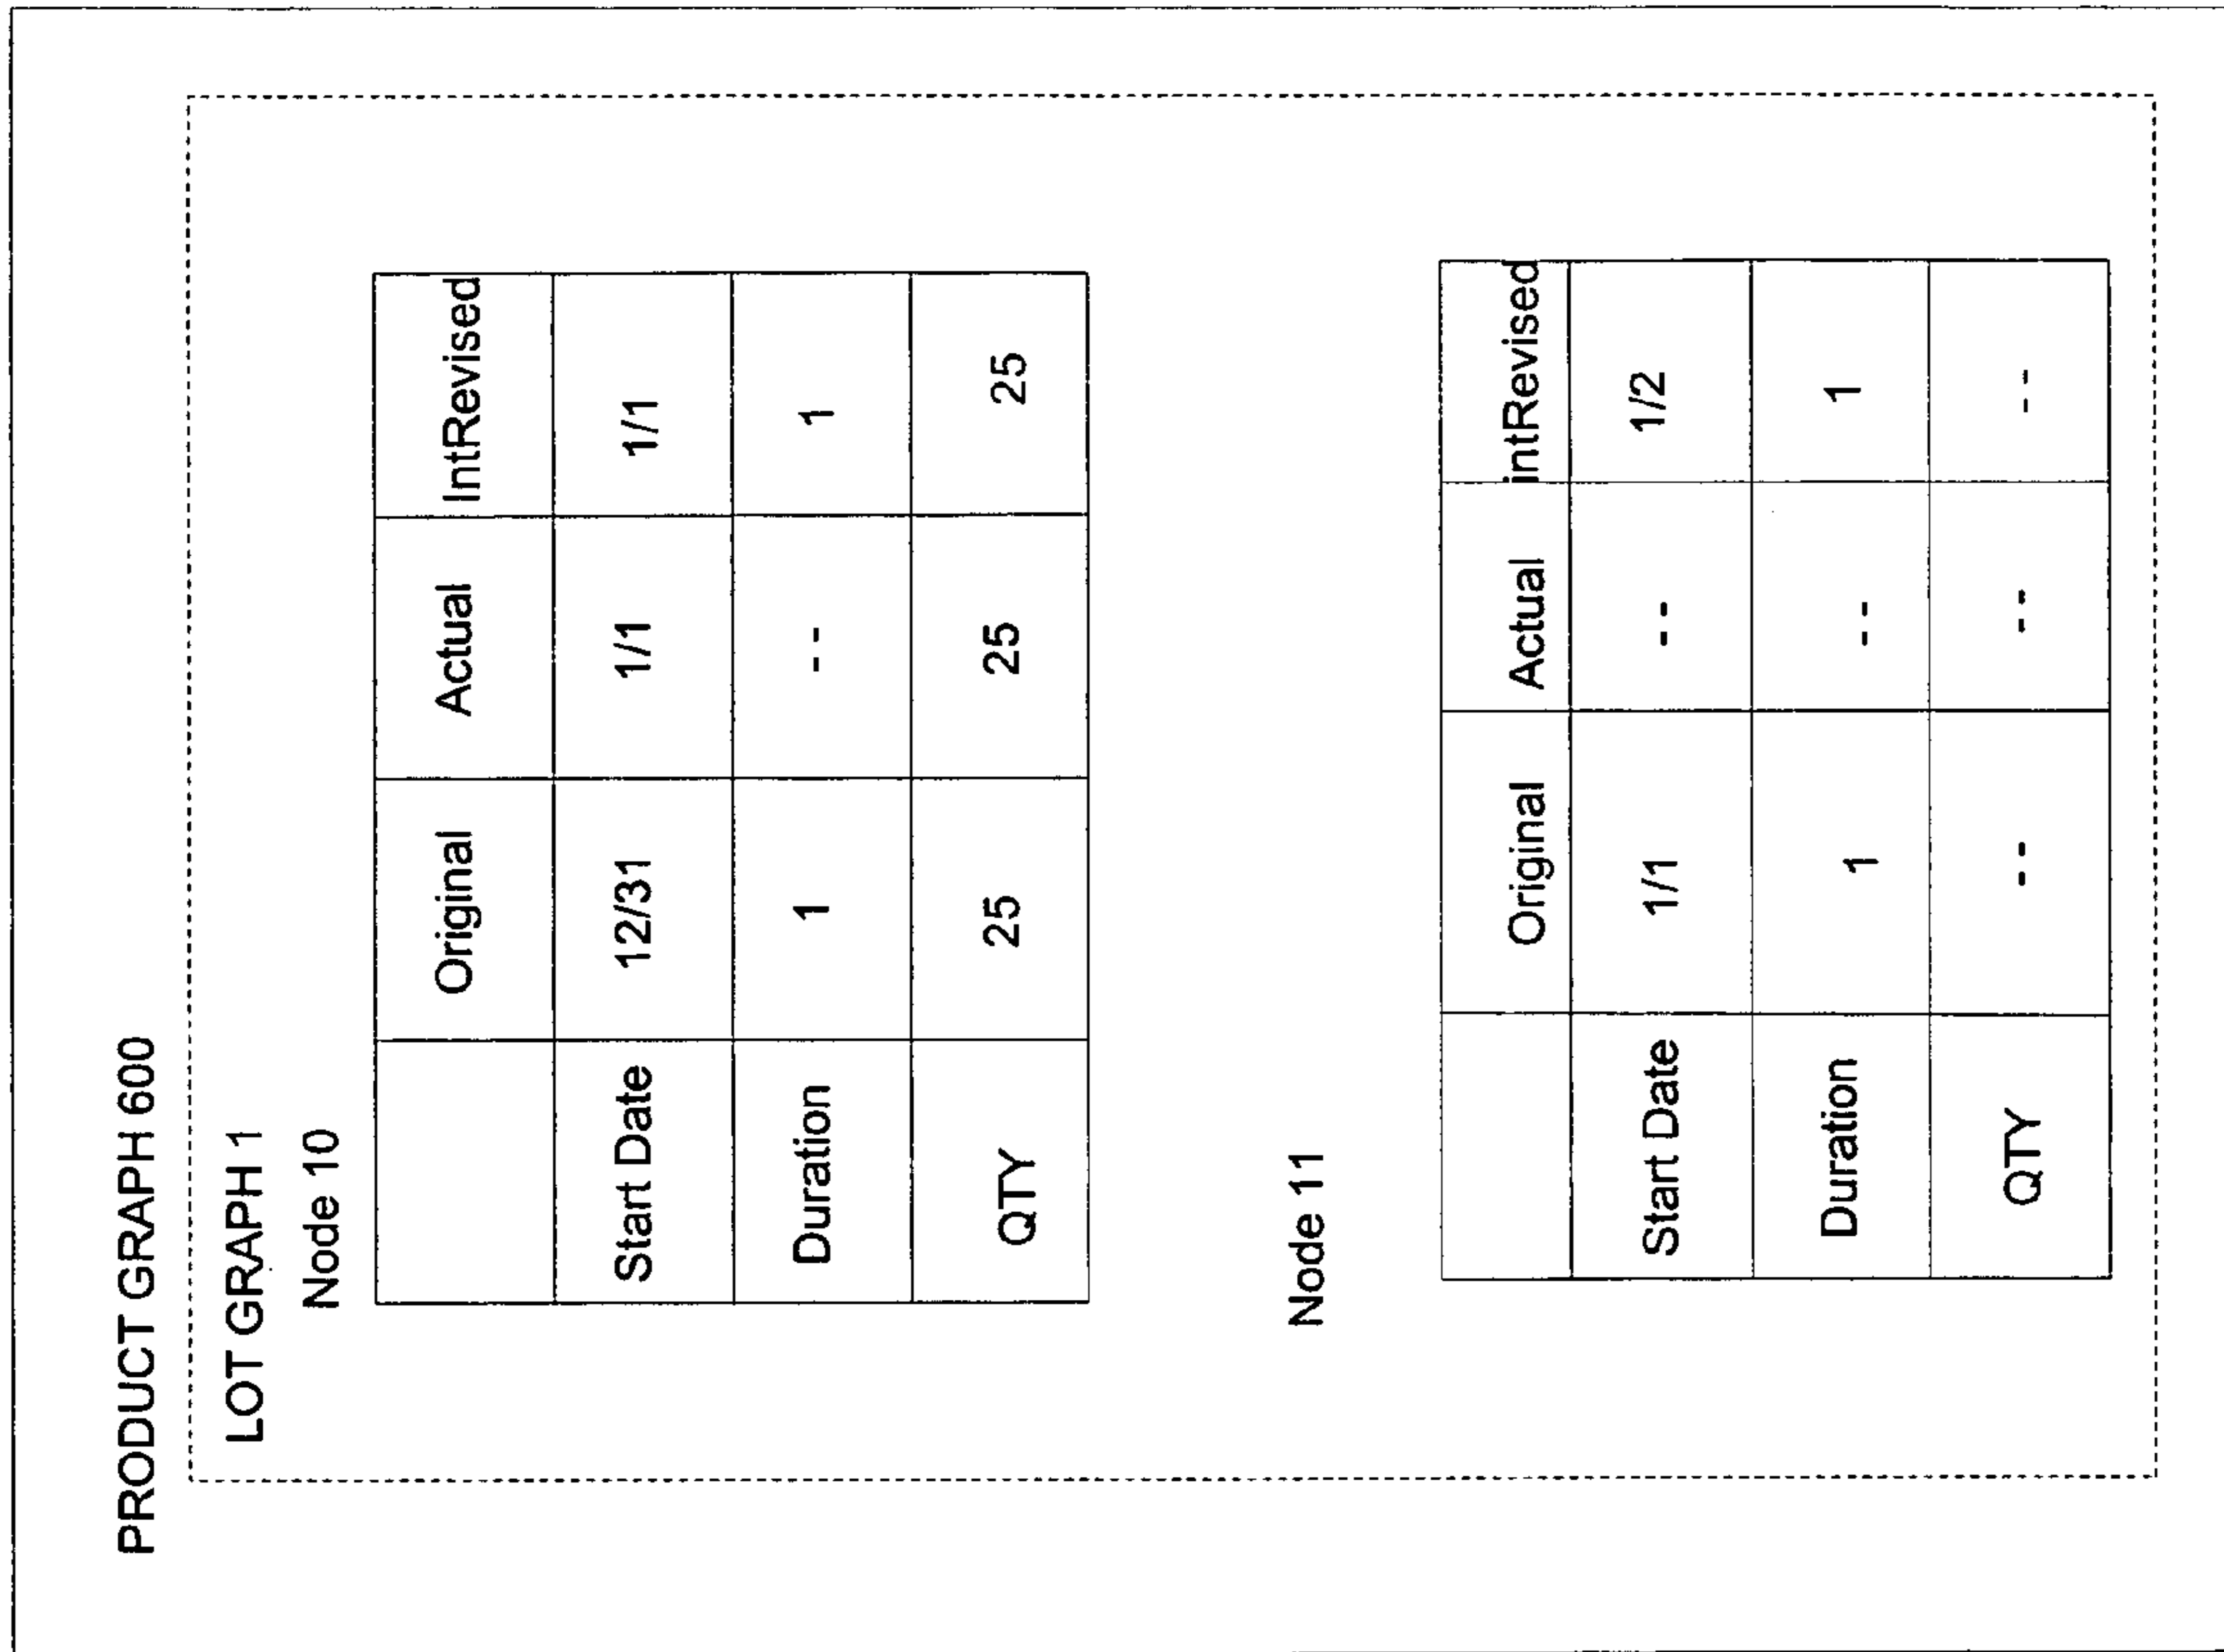 PRODUCT GRAPH 600
LOT GRAPH 1
Node 10
Original Actual IntRevised
Start Date 12/31 1/1 1/1
Duration 1 -- 1
QTY 25 25 25
Node 11
Original Actual intRevised
Start Date 1/1 -- 1/2
Duration 1 -- 1
QTY -- -- --